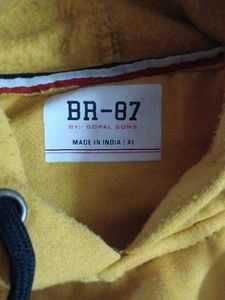 BR-87
BY: GOPAL SONS
MADE IN INDIA | XL